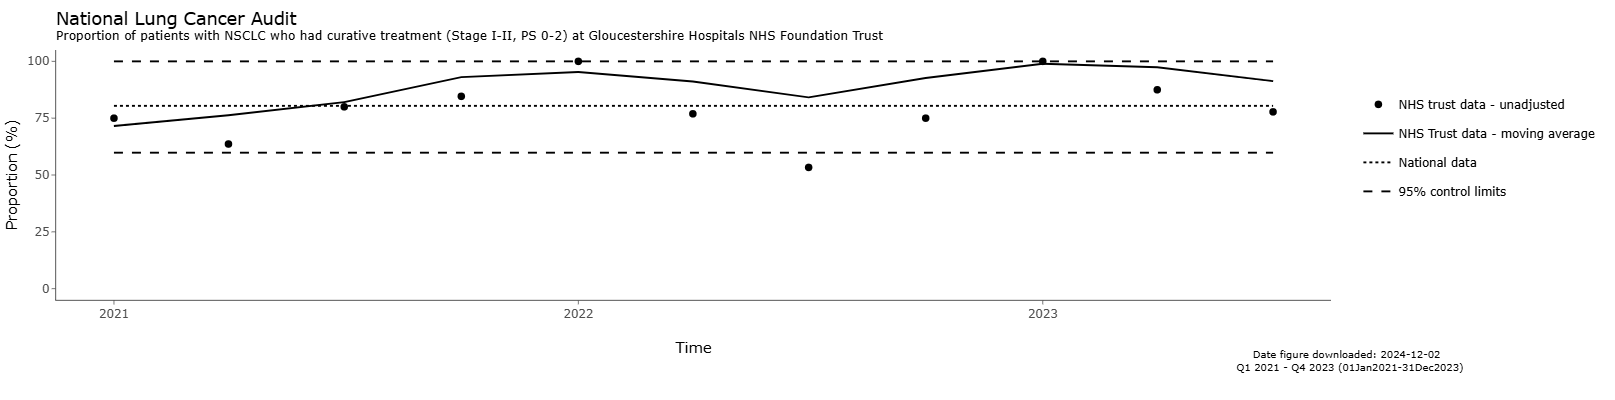 National Lung Cancer Audit
Proportion of patients with NSCLC who had curative treatment (Stage I-II, PS 0-2) at Gloucestershire Hospitals NHS Foundation Trust
Proportion (%)
100
75
50
25
0
2021
2022
2023
Time
NHS trust data - unadjusted
NHS Trust data - moving average
National data
95% control limits
Date figure downloaded: 2024-12-02
Q1 2021 - Q4 2023 (01Jan2021-31Dec2023)